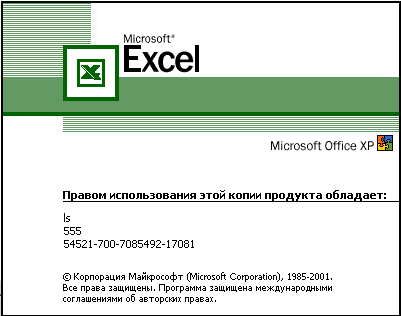 Microsoft®
Excel
Microsoft Office XP
Правом использования этой копии продукта обладает:
ls
555
54521-700-7085492-17081
© Корпорация Майкрософт (Microsoft Corporation), 1985-2001.
Все права защищены. Программа защищена международными
соглашениями об авторских правах.